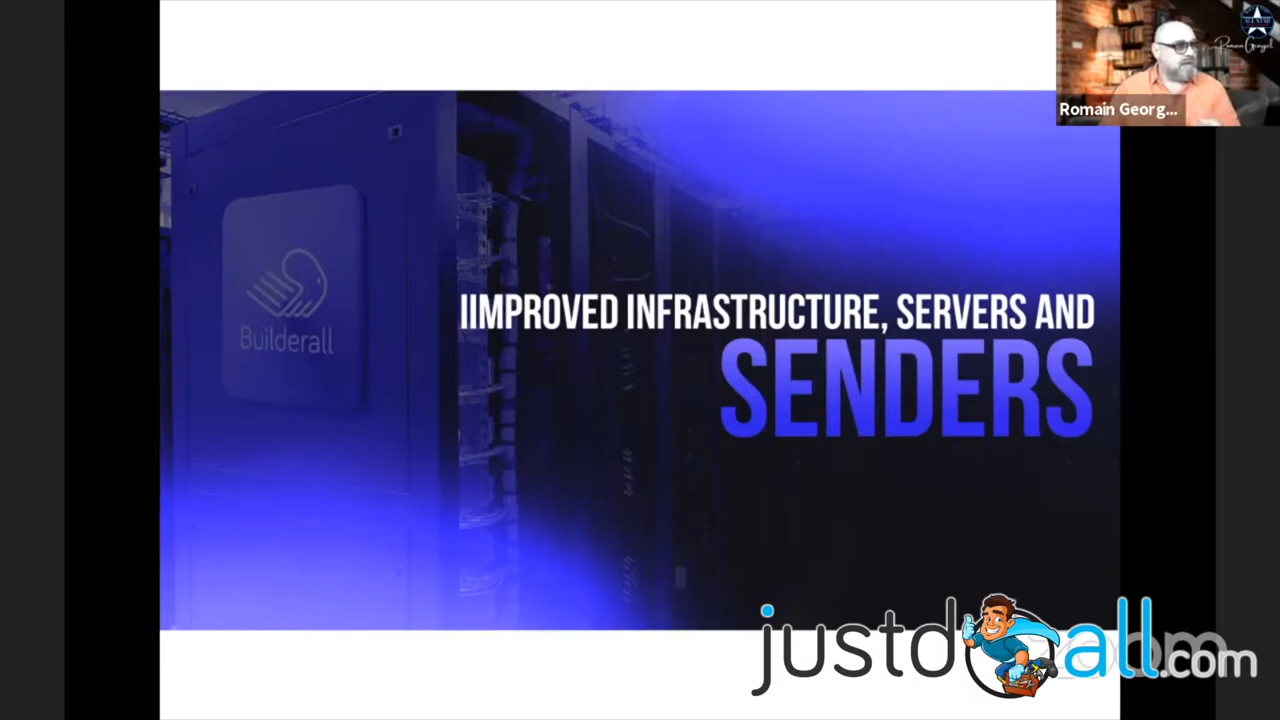 Romain Georg...
Builderall
IIMPROVED INFRASTRUCTURE, SERVERS AND
SENDERS
justdoall.com